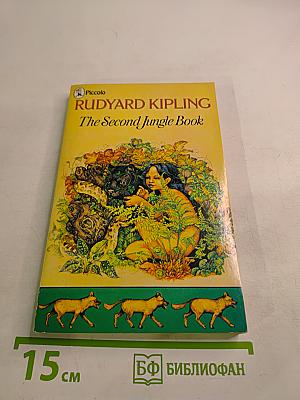 Piccolo
RUDYARD KIPLING
The Second Jungle Book
15 см
БФ БИБЛИОФАН